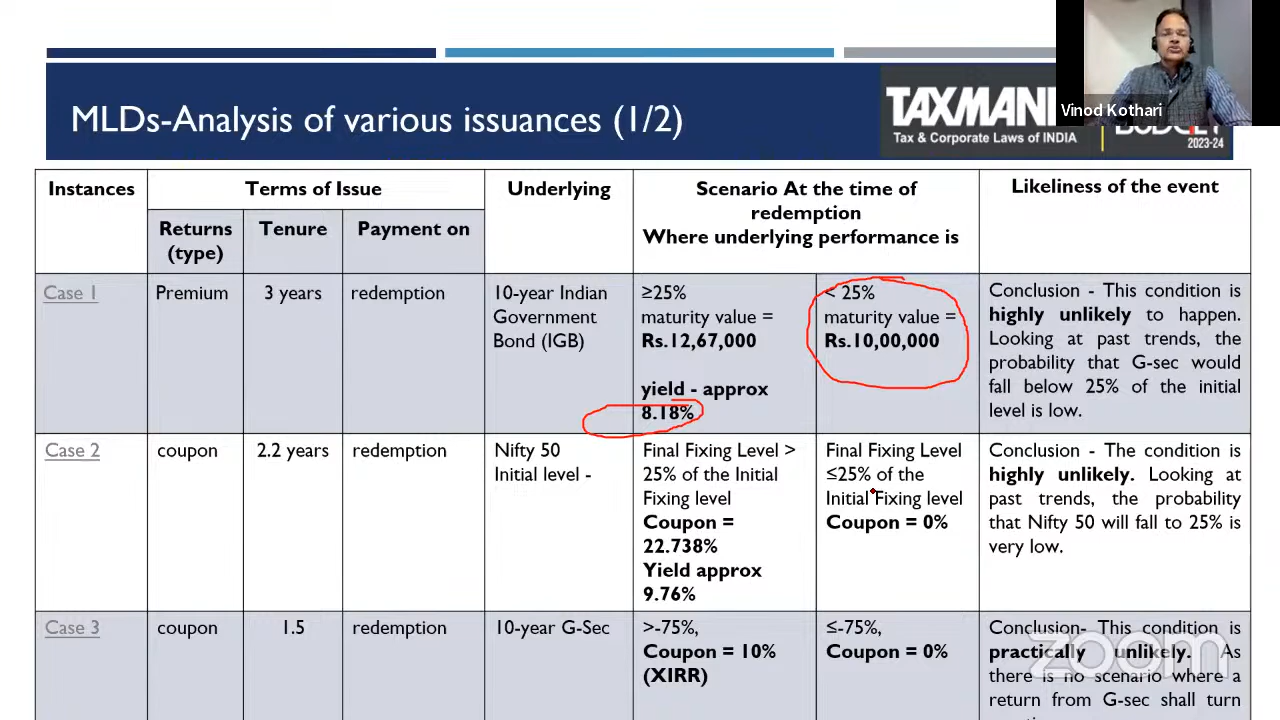 MLDs-Analysis of various issuances (1/2)
TAXMAN
Tax & Corporate Laws of INDIA
2023-24
Vinod Kothari
Instances
Terms of Issue
Underlying
Scenario At the time of
redemption
Where underlying performance is
Likeliness of the event
Returns
(type)
Tenure
Payment on
Case 1
Premium
3 years
redemption
10-year Indian
Government
Bond (IGB)
≥25%
maturity value =
Rs.12,67,000
yield - approx
8.18%
< 25%
maturity value =
Rs.10,00,000
Conclusion - This condition is
highly unlikely to happen.
Looking at past trends, the
probability that G-sec would
fall below 25% of the initial
level is low.
Case 2
coupon
2.2 years
redemption
Nifty 50
Initial level -
Final Fixing Level >
25% of the Initial
Fixing level
Coupon =
22.738%
Yield approx
9.76%
Final Fixing Level
≤25% of the
Initial Fixing level
Coupon = 0%
Conclusion - The condition is
highly unlikely. Looking at
past trends, the probability
that Nifty 50 will fall to 25% is
very low.
Case 3
coupon
1.5
redemption
10-year G-Sec
>-75%,
Coupon = 10%
(XIRR)
≤-75%,
Coupon = 0%
Conclusion- This condition is
practically unlikely. As
there is no scenario where a
return from G-sec shall turn
zoom